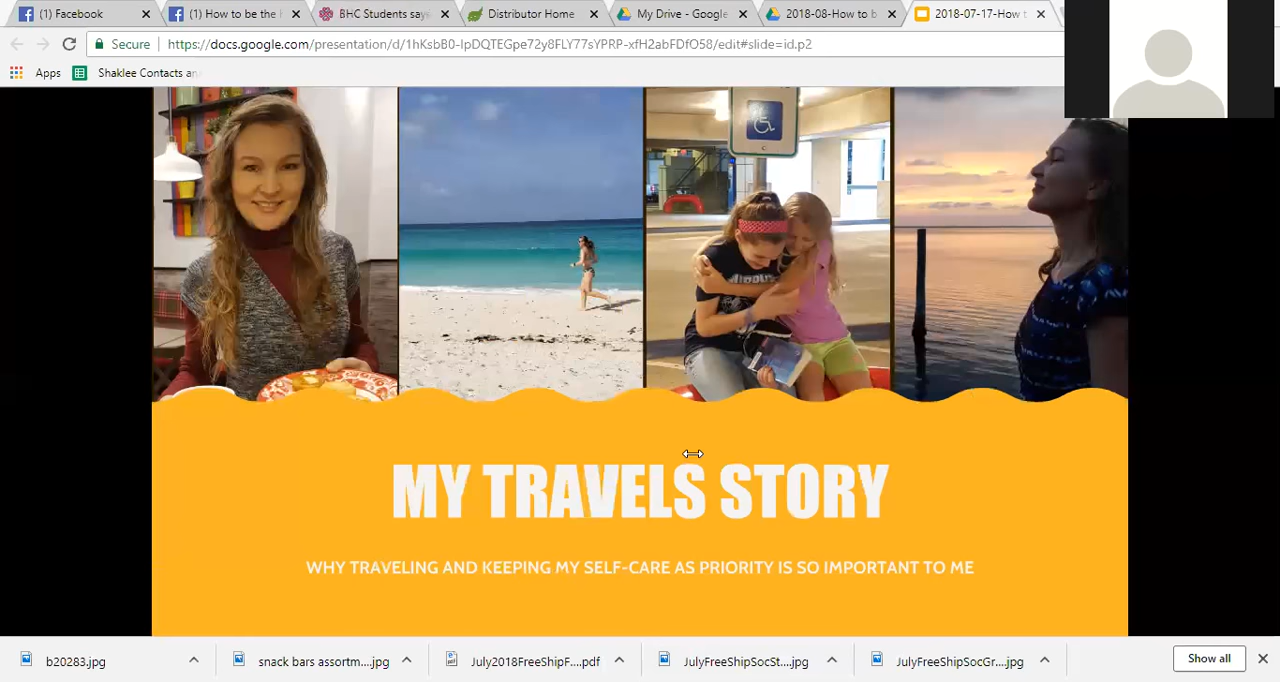 (1) Facebook
(1) How to be the
BHC Students says
Distributor Home
My Drive - Google
2018-08-How to b
2018-07-17-How t
Secure
https://docs.google.com/presentation/d/1hKsbB0-lpDQTEGpe72y8FLY77sYPRP-xfH2abFDfO58/edit#slide=id.p2
Apps
Shaklee Contacts an
MY TRAVELS STORY
WHY TRAVELING AND KEEPING MY SELF-CARE AS PRIORITY IS SO IMPORTANT TO ME
b20283.jpg
snack bars assortm....jpg
July2018FreeShipF....pdf
JulyFreeShipSocSt....jpg
JulyFreeShipSocGr....jpg
Show all